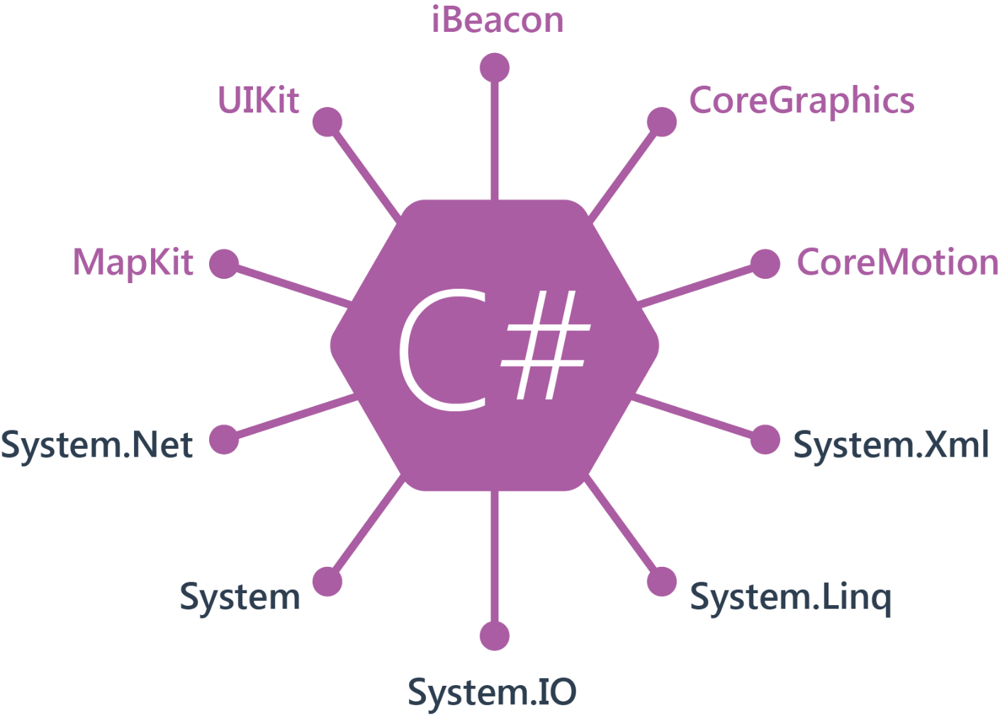 iBeacon
UIKit
CoreGraphics
MapKit
CoreMotion
C#
System.Net
System.Xml
System
System.Linq
System.IO